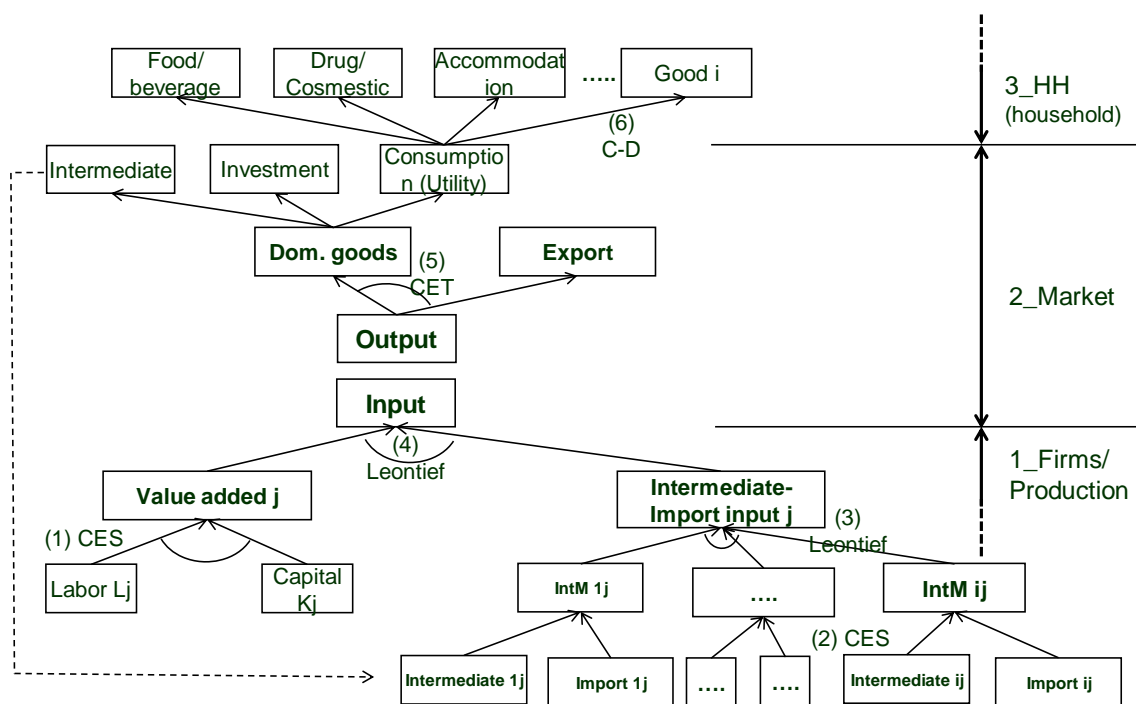 Food/
beverage
Drug/
Cosmestic
Accommodat
ion
.....
Good i
3_HH
(household)
(6)
C-D
Intermediate
Investment
Consumptio
n (Utility)
Dom. goods
Export
(5)
CET
2_Market
Output
Input
(4)
Leontief
1_Firms/
Production
Value added j
Intermediate-
Import input j
(3)
Leontief
(1) CES
Labor Lj
Capital
Kj
IntM 1j
....
IntM ij
(2) CES
Intermediate 1j
Import 1j
....
....
Intermediate ij
Import ij